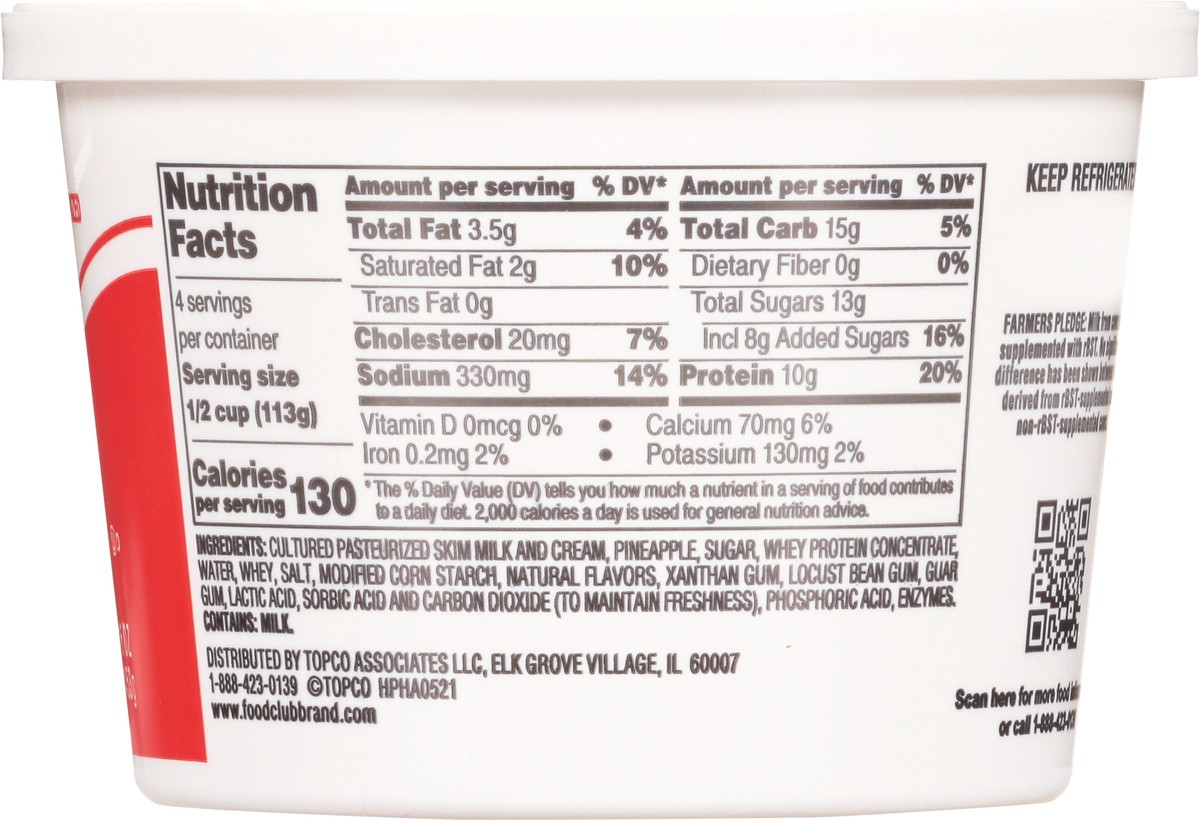 Nutrition
Facts
4 servings
per container
Serving size
1/2 cup (113g)
Calories
per serving 130
Amount per serving % DV*
Total Fat 3.5g 4%
Saturated Fat 2g 10%
Trans Fat 0g
Cholesterol 20mg 7%
Sodium 330mg 14%
Amount per serving % DV*
Total Carb 15g 5%
Dietary Fiber 0g 0%
Total Sugars 13g
Incl 8g Added Sugars 16%
Protein 10g 20%
Vitamin D 0mcg 0% • Calcium 70mg 6%
Iron 0.2mg 2% • Potassium 130mg 2%
*The % Daily Value (DV) tells you how much a nutrient in a serving of food contributes
to a daily diet. 2,000 calories a day is used for general nutrition advice.
INGREDIENTS: CULTURED PASTEURIZED SKIM MILK AND CREAM, PINEAPPLE, SUGAR, WHEY PROTEIN CONCENTRATE,
WATER, WHEY, SALT, MODIFIED CORN STARCH, NATURAL FLAVORS, XANTHAN GUM, LOCUST BEAN GUM, GUAR
GUM, LACTIC ACID, SORBIC ACID AND CARBON DIOXIDE (TO MAINTAIN FRESHNESS), PHOSPHORIC ACID, ENZYMES.
CONTAINS: MILK.
DISTRIBUTED BY TOPCO ASSOCIATES LLC, ELK GROVE VILLAGE, IL 60007
1-888-423-0139 ©TOPCO HPHA0521
www.foodclubbrand.com
KEEP REFRIGERATE
FARMERS PLEDGE: Milk from
supplemented with rBST. No
difference has been shown
derived from rBST-supplemented
non-rBST-supplemented
Scan here for more food
or call 1-888-423-
OZ